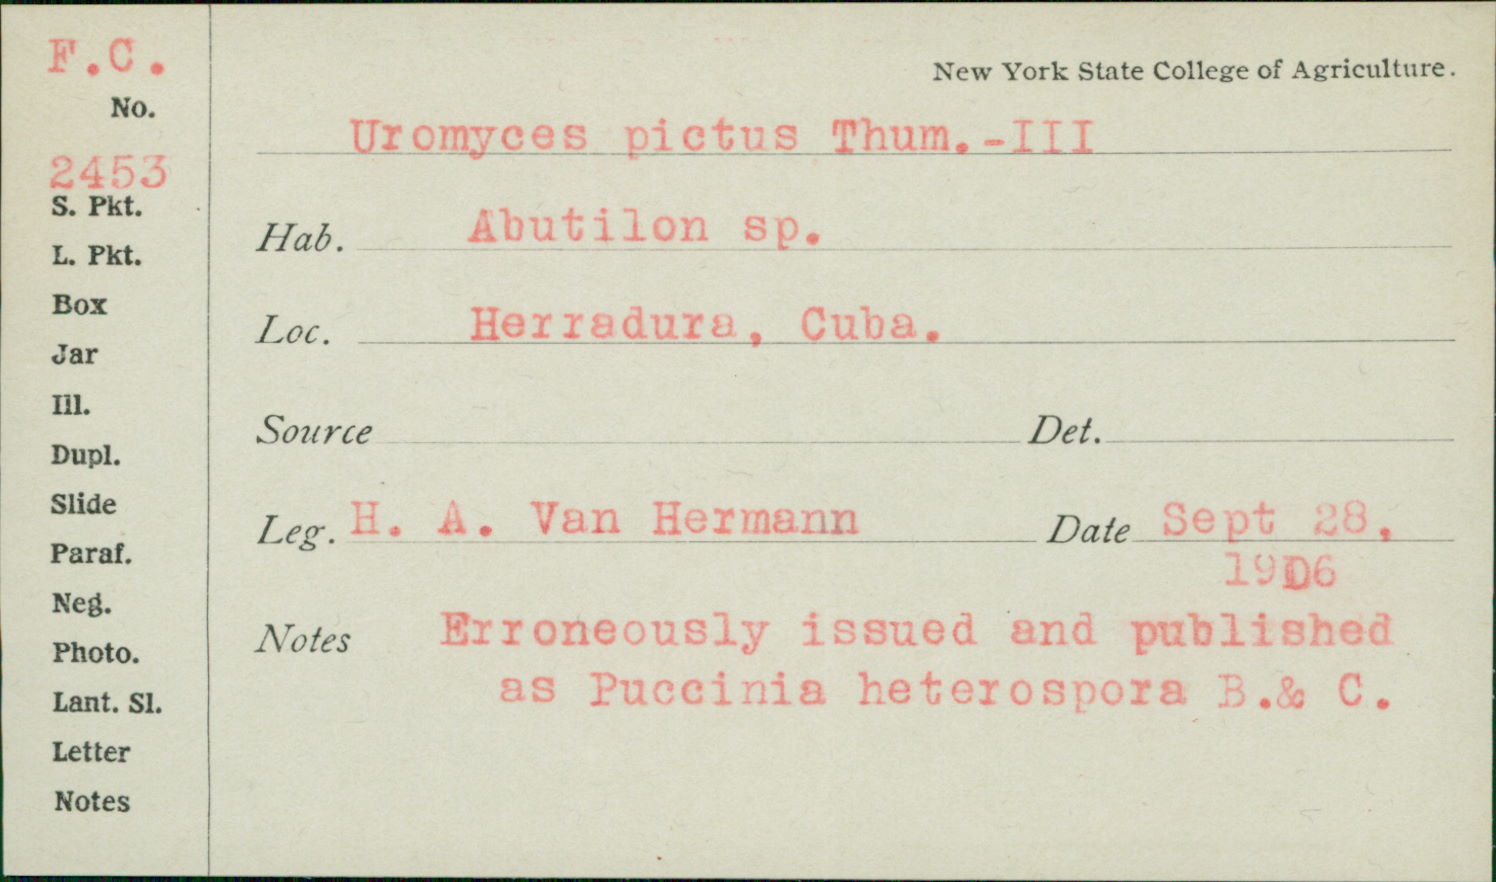 F.C.
No.
2453
S. Pkt.
L. Pkt.
Box
Jar
Ill.
Dupl.
Slide
Paraf.
Neg.
Photo.
Lant. Sl.
Letter
Notes
New York State College of Agriculture.
Uromyces pictus Thum.-III
Hab. Abutilon sp.
Loc. Herradura, Cuba.
Source Det.
Leg. H. A. Van Hermann Date Sept 28,
1906
Notes Erroneously issued and published
as Puccinia heterospora B.& C.